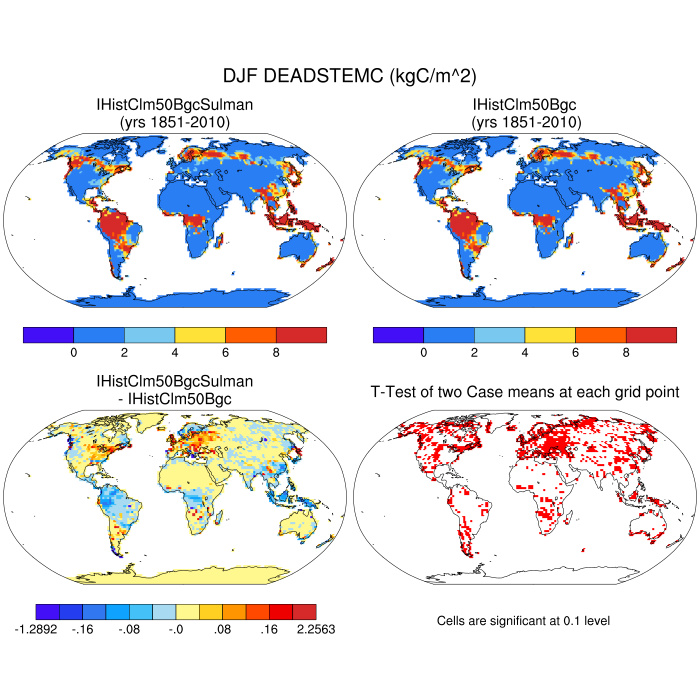 DJF DEADSTEMC (kgC/m^2)
IHistClm50BgcSulman
(yrs 1851-2010)
IHistClm50Bgc
(yrs 1851-2010)
0 2 4 6 8
0 2 4 6 8
IHistClm50BgcSulman
- IHistClm50Bgc
T-Test of two Case means at each grid point
-1.2892 -.16 -.08 -.0 .08 .16 2.2563
Cells are significant at 0.1 level